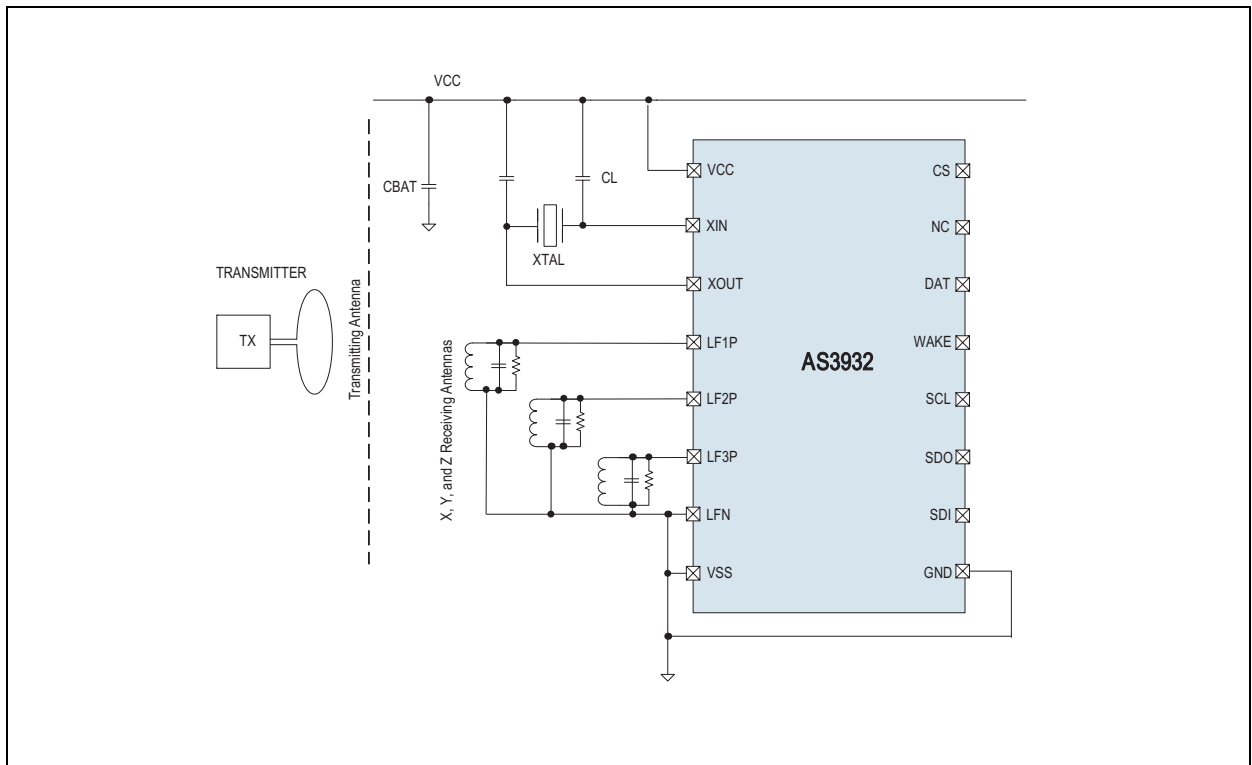 VCC
CBAT
CL
XTAL
TRANSMITTER
TX
Transmitting Antenna
X, Y, and Z Receiving Antennas
AS3932
VCC
XIN
XOUT
LF1P
LF2P
LF3P
LFN
VSS
CS
NC
DAT
WAKE
SCL
SDO
SDI
GND